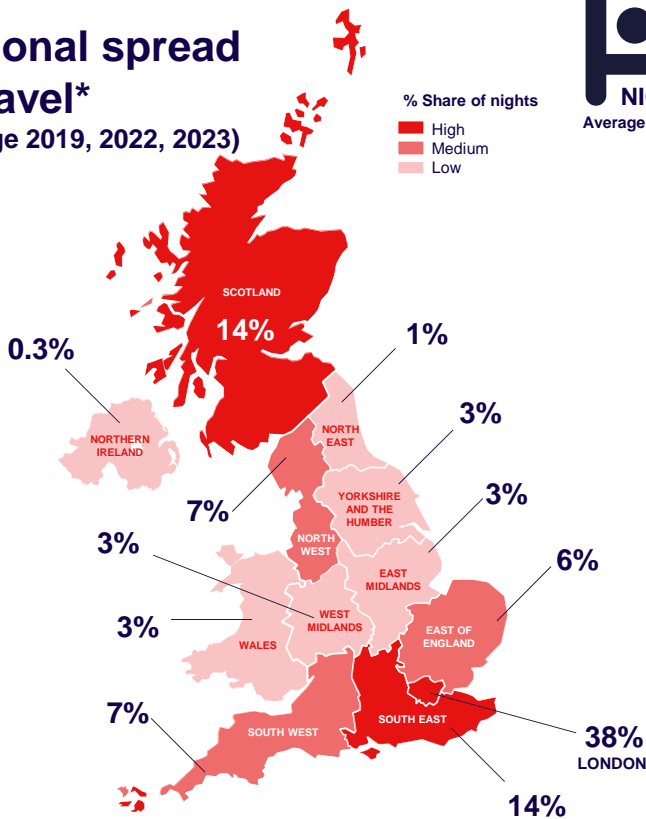 onal spread
avel*
ge 2019, 2022, 2023)
% Share of nights
High
Medium
Low
NI
Average
SCOTLAND
14%
1%
0.3%
NORTHERN
IRELAND
NORTH
EAST
3%
YORKSHIRE
AND THE
HUMBER
3%
7%
NORTH
WEST
3%
EAST
MIDLANDS
6%
WEST
MIDLANDS
EAST OF
ENGLAND
3%
WALES
7%
SOUTH WEST
SOUTH EAST
38%
LONDON
14%